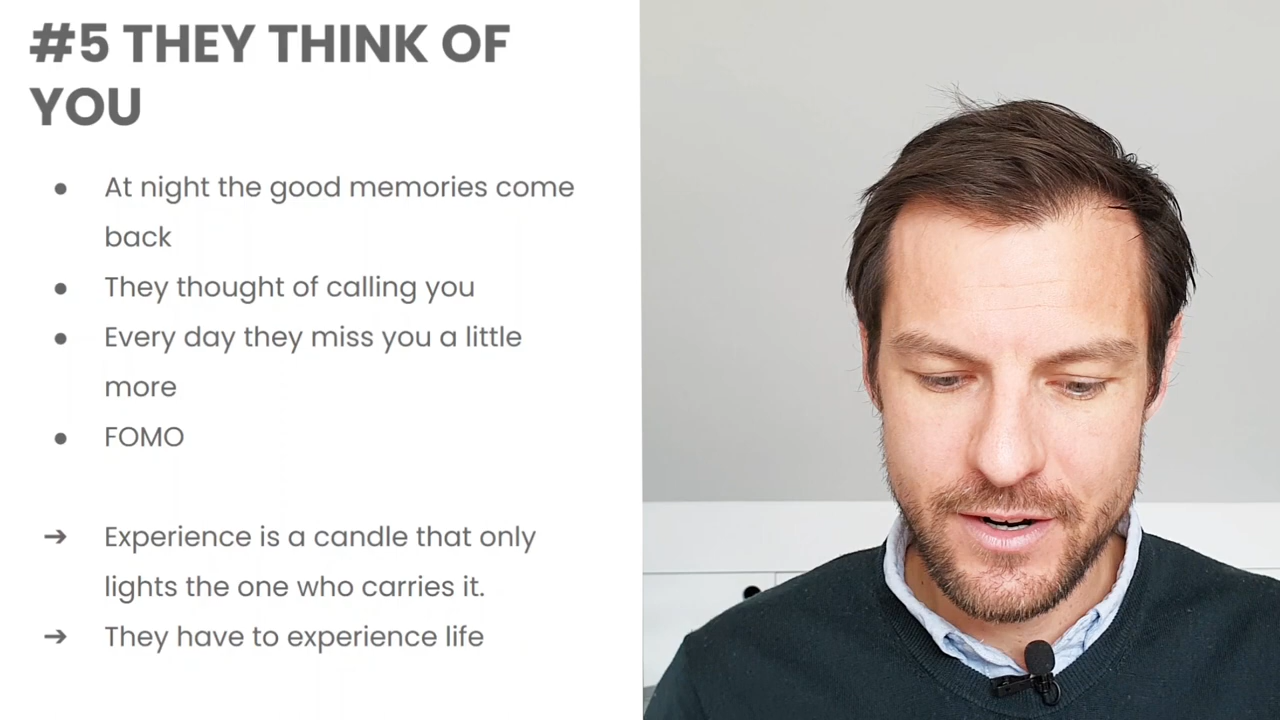 #5 THEY THINK OF
YOU
● At night the good memories come
back
● They thought of calling you
● Every day they miss you a little
more
● FOMO
➔ Experience is a candle that only
lights the one who carries it.
➔ They have to experience life